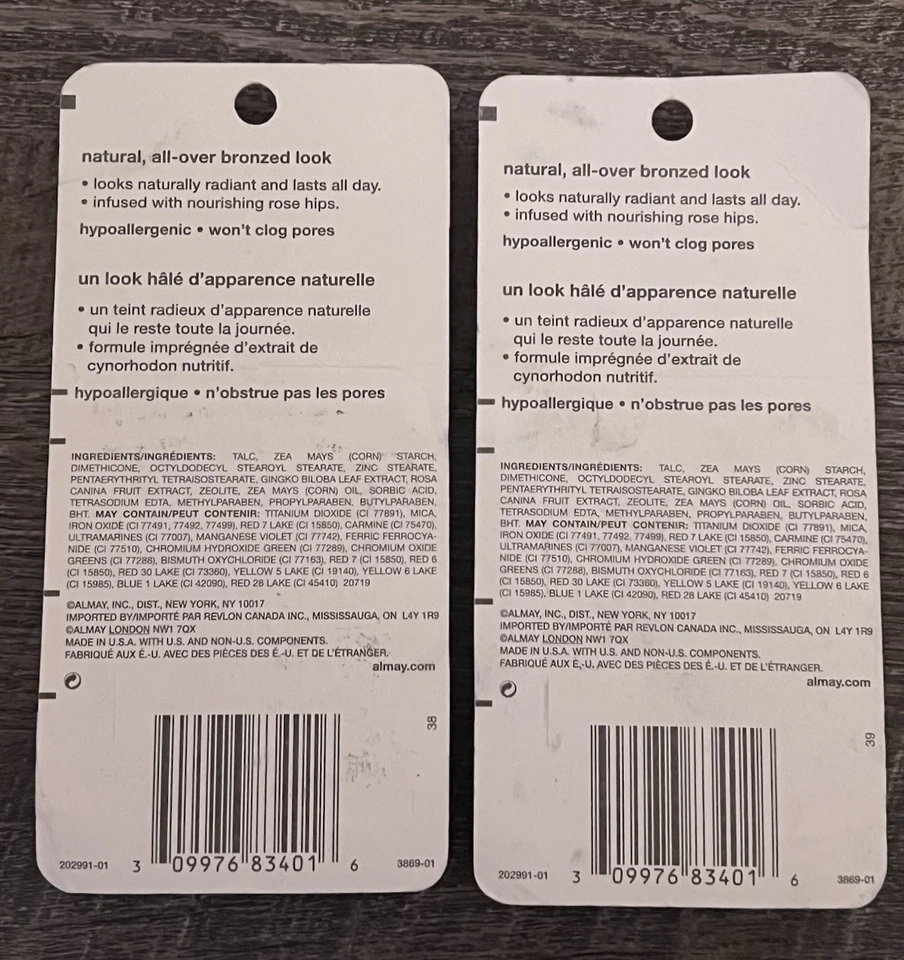 natural, all-over bronzed look
• looks naturally radiant and lasts all day.
• infused with nourishing rose hips.
hypoallergenic • won't clog pores
un look hâlé d'apparence naturelle
• un teint radieux d'apparence naturelle
qui le reste toute la journée.
• formule imprégnée d'extrait de
cynorhodon nutritif.
hypoallergique • n'obstrue pas les pores
INGREDIENTS/INGRÉDIENTS: TALC, ZEA MAYS (CORN) STARCH,
DIMETHICONE, OCTYLDODECYL STEAROYL STEARATE, ZINC STEARATE,
PENTAERYTHRITYL TETRAISOSTEARATE, GINGKO BILOBA LEAF EXTRACT, ROSA
CANINA FRUIT EXTRACT, ZEOLITE, ZEA MAYS (CORN) OIL, SORBIC ACID,
TETRASODIUM EDTA, METHYLPARABEN, PROPYLPARABEN, BUTYLPARABEN,
BHT. MAY CONTAIN/PEUT CONTENIR: TITANIUM DIOXIDE (CI 77891), MICA,
IRON OXIDE (CI 77491, 77492, 77499), RED 7 LAKE (CI 15850), CARMINE (CI 75470),
ULTRAMARINES (CI 77007), MANGANESE VIOLET (CI 77742), FERRIC FERROCYA-
NIDE (CI 77510), CHROMIUM HYDROXIDE GREEN (CI 77289), CHROMIUM OXIDE
GREENS (CI 77288), BISMUTH OXYCHLORIDE (CI 77163), RED 7 (CI 15850), RED 6
(CI 15850), RED 30 LAKE (CI 73360), YELLOW 5 LAKE (CI 19140), YELLOW 6 LAKE
(CI 15985), BLUE 1 LAKE (CI 42090), RED 28 LAKE (CI 45410) 20719
©ALMAY, INC., DIST., NEW YORK, NY 10017
IMPORTED BY/IMPORTÉ PAR REVLON CANADA INC., MISSISSAUGA, ON L4Y 1R9
©ALMAY LONDON NW1 7QX
MADE IN U.S.A. WITH U.S. AND NON-U.S. COMPONENTS.
FABRIQUÉ AUX É.-U. AVEC DES PIÈCES DES É.-U. ET DE L'ÉTRANGER.
almay.com
38
202991-01 3 09976 83401 6 3869-01
natural, all-over bronzed look
• looks naturally radiant and lasts all day.
• infused with nourishing rose hips.
hypoallergenic • won't clog pores
un look hâlé d'apparence naturelle
• un teint radieux d'apparence naturelle
qui le reste toute la journée.
• formule imprégnée d'extrait de
cynorhodon nutritif.
hypoallergique • n'obstrue pas les pores
INGREDIENTS/INGRÉDIENTS: TALC, ZEA MAYS (CORN) STARCH,
DIMETHICONE, OCTYLDODECYL STEAROYL STEARATE, ZINC STEARATE,
PENTAERYTHRITYL TETRAISOSTEARATE, GINGKO BILOBA LEAF EXTRACT, ROSA
CANINA FRUIT EXTRACT, ZEOLITE, ZEA MAYS (CORN) OIL, SORBIC ACID,
TETRASODIUM EDTA, METHYLPARABEN, PROPYLPARABEN, BUTYLPARABEN,
BHT. MAY CONTAIN/PEUT CONTENIR: TITANIUM DIOXIDE (CI 77891), MICA,
IRON OXIDE (CI 77491, 77492, 77499), RED 7 LAKE (CI 15850), CARMINE (CI 75470),
ULTRAMARINES (CI 77007), MANGANESE VIOLET (CI 77742), FERRIC FERROCYA-
NIDE (CI 77510), CHROMIUM HYDROXIDE GREEN (CI 77289), CHROMIUM OXIDE
GREENS (CI 77288), BISMUTH OXYCHLORIDE (CI 77163), RED 7 (CI 15850), RED 6
(CI 15850), RED 30 LAKE (CI 73360), YELLOW 5 LAKE (CI 19140), YELLOW 6 LAKE
(CI 15985), BLUE 1 LAKE (CI 42090), RED 28 LAKE (CI 45410) 20719
©ALMAY, INC., DIST., NEW YORK, NY 10017
IMPORTED BY/IMPORTÉ PAR REVLON CANADA INC., MISSISSAUGA, ON L4Y 1R9
©ALMAY LONDON NW1 7QX
MADE IN U.S.A. WITH U.S. AND NON-U.S. COMPONENTS.
FABRIQUÉ AUX É.-U. AVEC DES PIÈCES DES É.-U. ET DE L'ÉTRANGER.
almay.com
39
202991-01 3 09976 83401 6 3869-01